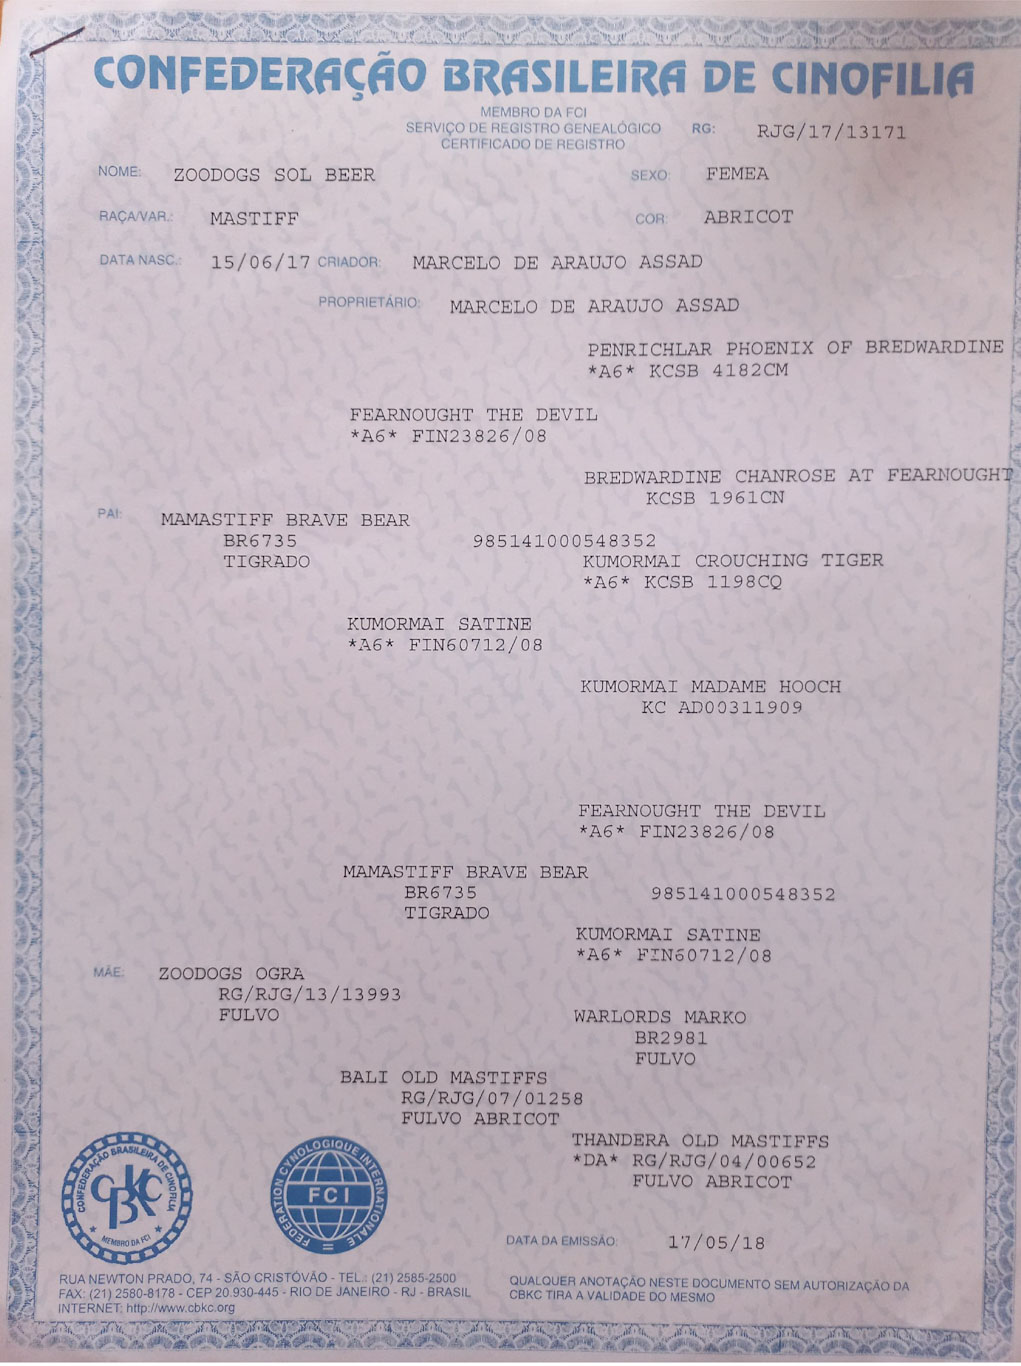 CONFEDERAÇÃO BRASILEIRA DE CINOFILIA
MEMBRO DA FCI
SERVIÇO DE REGISTRO GENEALÓGICO
CERTIFICADO DE REGISTRO
RG: RJG/17/13171
NOME: ZOODOGS SOL BEER SEXO: FEMEA
RAÇA/VAR.: MASTIFF COR: ABRICOT
DATA NASC.: 15/06/17 CRIADOR: MARCELO DE ARAUJO ASSAD
PROPRIETÁRIO: MARCELO DE ARAUJO ASSAD
PENRICHLAR PHOENIX OF BREDWARDINE
*A6* KCSB 4182CM
FEARNOUGHT THE DEVIL
*A6* FIN23826/08
BREDWARDINE CHANROSE AT FEARNOUGHT
KCSB 1961CN
PAI: MAMASTIFF BRAVE BEAR
BR6735 985141000548352
TIGRADO KUMORMAI CROUCHING TIGER
*A6* KCSB 1198CQ
KUMORMAI SATINE
*A6* FIN60712/08
KUMORMAI MADAME HOOCH
KC AD00311909
FEARNOUGHT THE DEVIL
*A6* FIN23826/08
MAMASTIFF BRAVE BEAR
BR6735 985141000548352
TIGRADO
KUMORMAI SATINE
*A6* FIN60712/08
MÃE: ZOODOGS OGRA
RG/RJG/13/13993
FULVO
WARLORDS MARKO
BR2981
FULVO
BALI OLD MASTIFFS
RG/RJG/07/01258
FULVO ABRICOT
THANDERA OLD MASTIFFS
*DA* RG/RJG/04/00652
FULVO ABRICOT
CONFEDERAÇÃO BRASILEIRA DE CINOFILIA
CBKC
MEMBRO DA FCI
FEDERATION CYNOLOGIQUE INTERNATIONALE
FCI
DATA DA EMISSÃO: 17/05/18
RUA NEWTON PRADO, 74 - SÃO CRISTÓVÃO - TEL.: (21) 2585-2500
FAX: (21) 2580-8178 - CEP 20.930-445 - RIO DE JANEIRO - RJ - BRASIL
INTERNET: http://www.cbkc.org
QUALQUER ANOTAÇÃO NESTE DOCUMENTO SEM AUTORIZAÇÃO DA
CBKC TIRA A VALIDADE DO MESMO